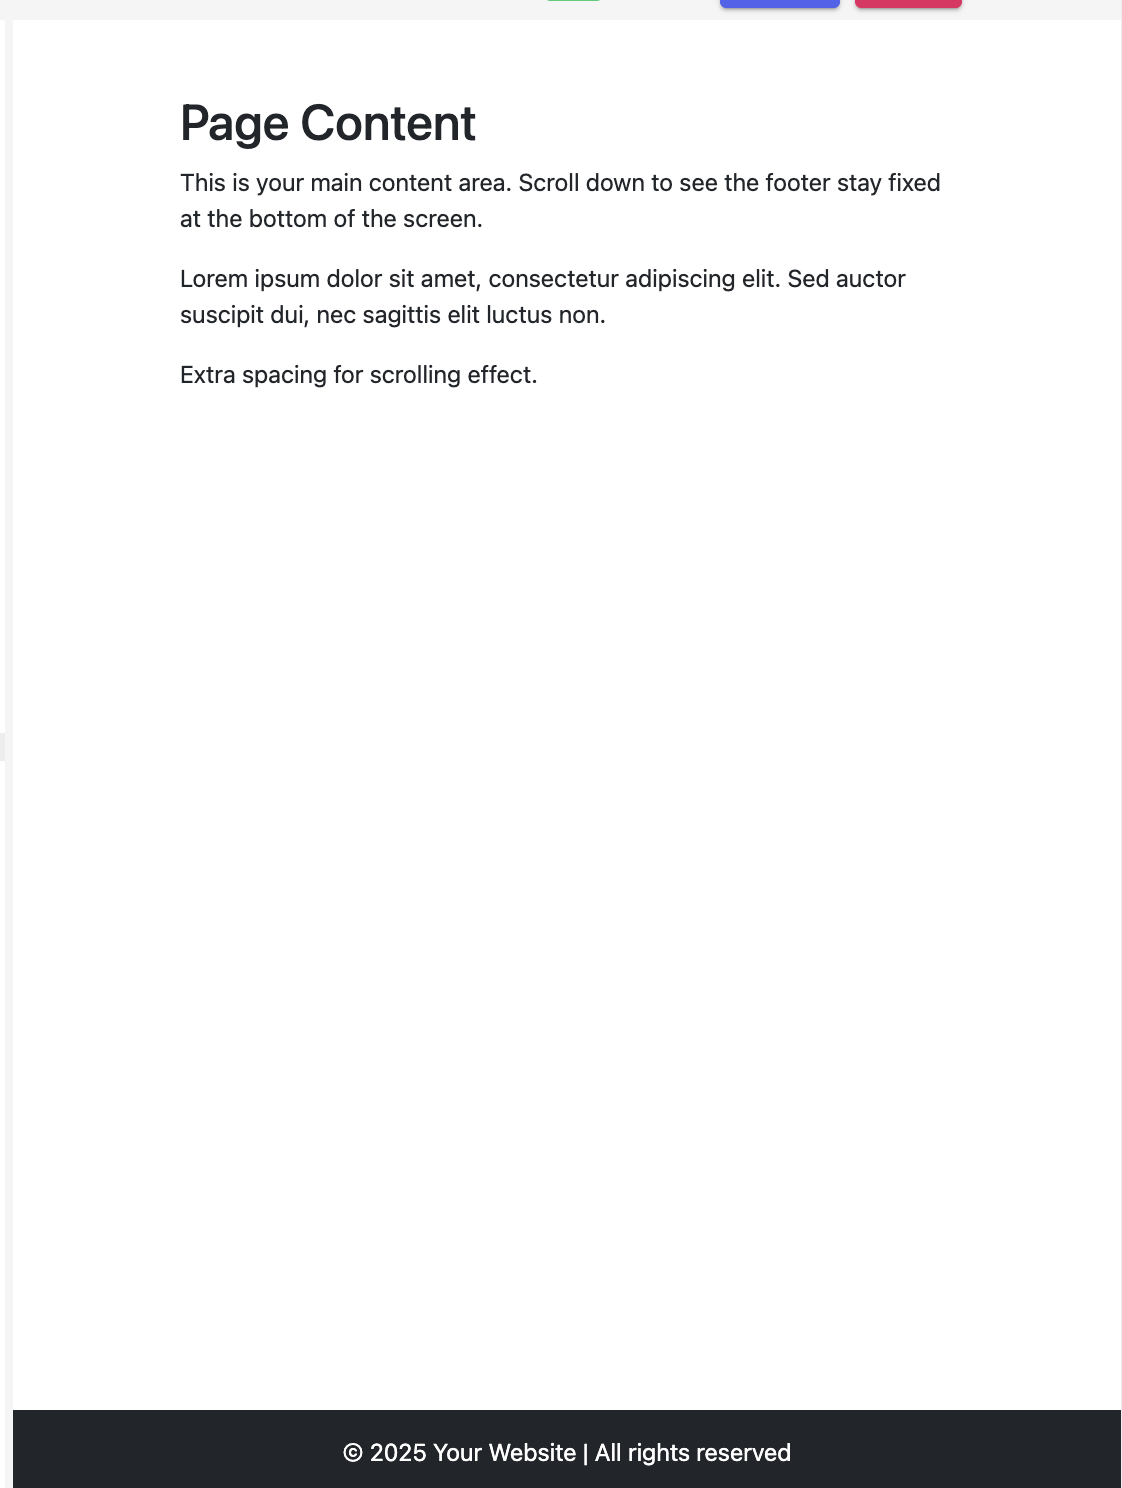 Page Content
This is your main content area. Scroll down to see the footer stay fixed
at the bottom of the screen.
Lorem ipsum dolor sit amet, consectetur adipiscing elit. Sed auctor
suscipit dui, nec sagittis elit luctus non.
Extra spacing for scrolling effect.
© 2025 Your Website | All rights reserved